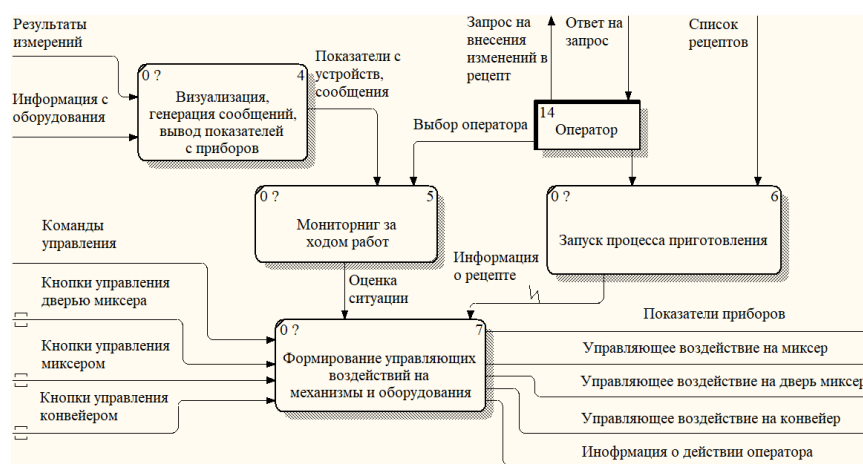 Результаты
измерений
Информация с
оборудования
0 ? 4
Визуализация,
генерация сообщений,
вывод показателей
с приборов
Показатели с
устройств,
сообщения
Запрос на
внесения
изменений в
рецепт
Ответ на
запрос
Список
рецептов
Выбор оператора
14
Оператор
0 ? 5
Мониторниг за
ходом работ
0 ? 6
Запуск процесса приготовления
Команды
управления
Оценка
ситуации
Информация
о рецепте
Кнопки управления
дверью миксера
Кнопки управления
миксером
Кнопки управления
конвейером
0 ? 7
Формирование управляющих
воздействий на
механизмы и оборудования
Показатели приборов
Управляющее воздействие на миксер
Управляющее воздействие на дверь миксер
Управляющее воздействие на конвейер
Инофрмация о действии оператора